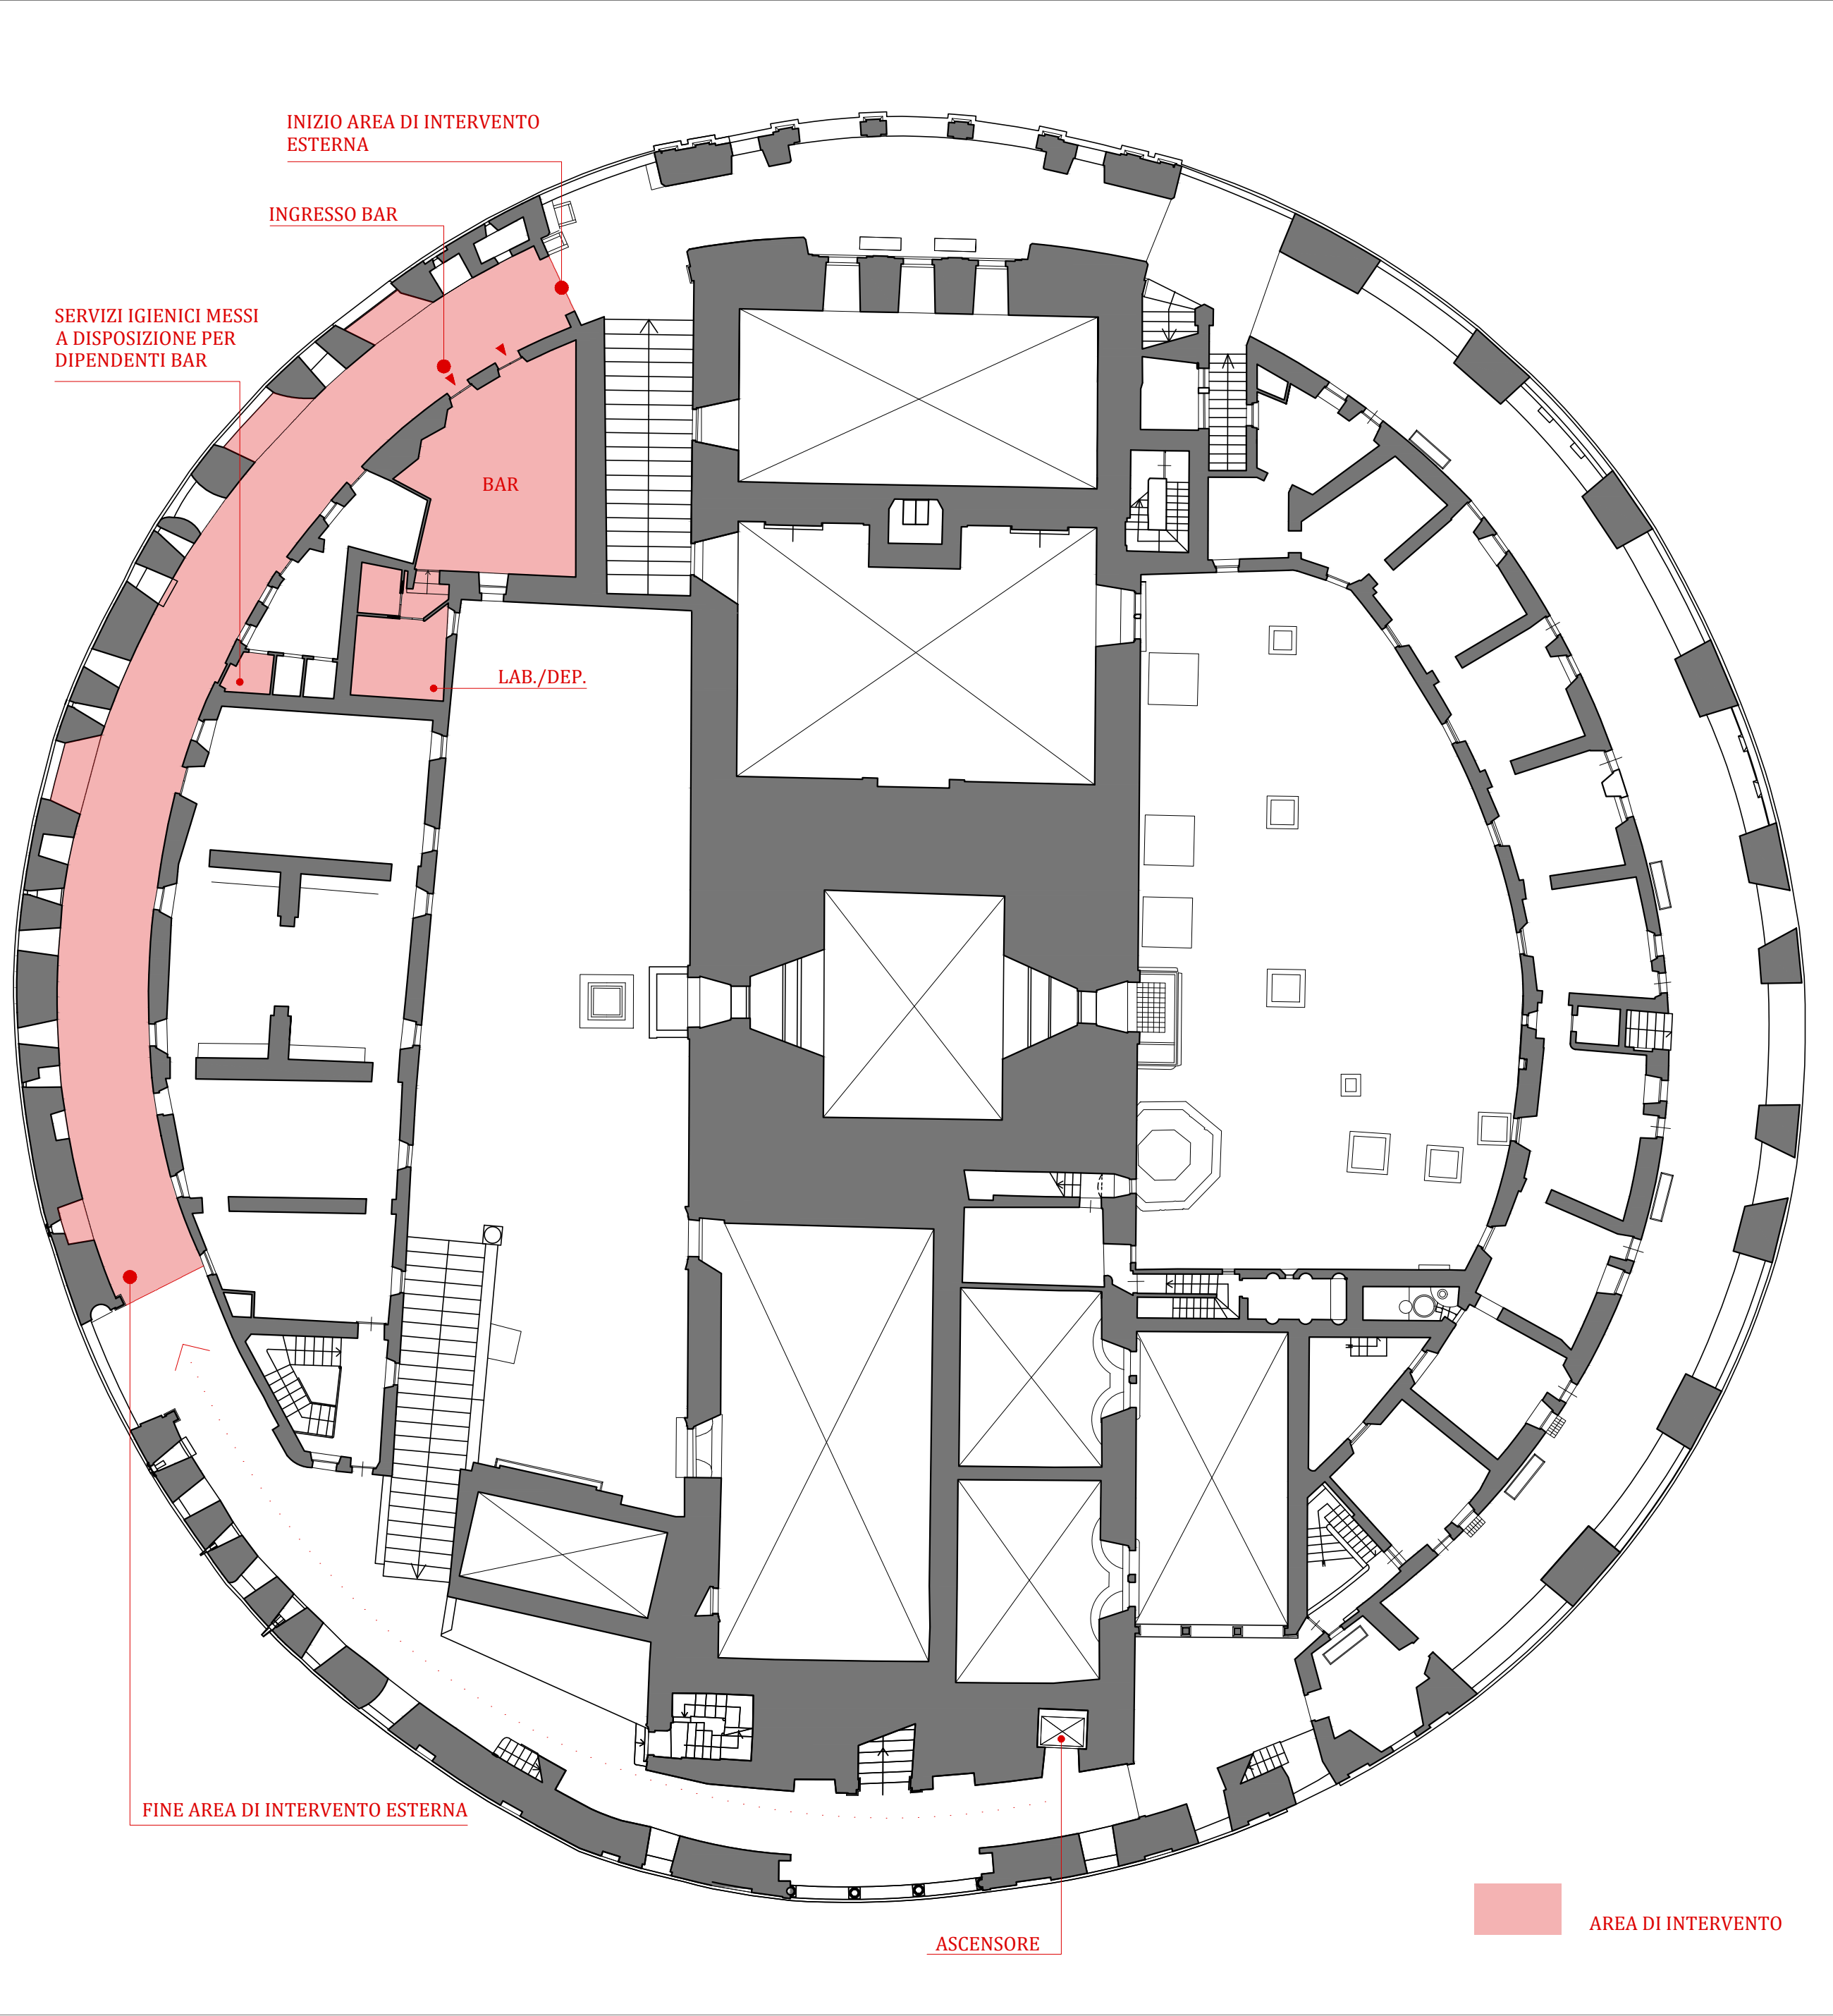 INIZIO AREA DI INTERVENTO
ESTERNA
INGRESSO BAR
SERVIZI IGIENICI MESSI
A DISPOSIZIONE PER
DIPENDENTI BAR
BAR
LAB./DEP.
FINE AREA DI INTERVENTO ESTERNA
AREA DI INTERVENTO
ASCENSORE